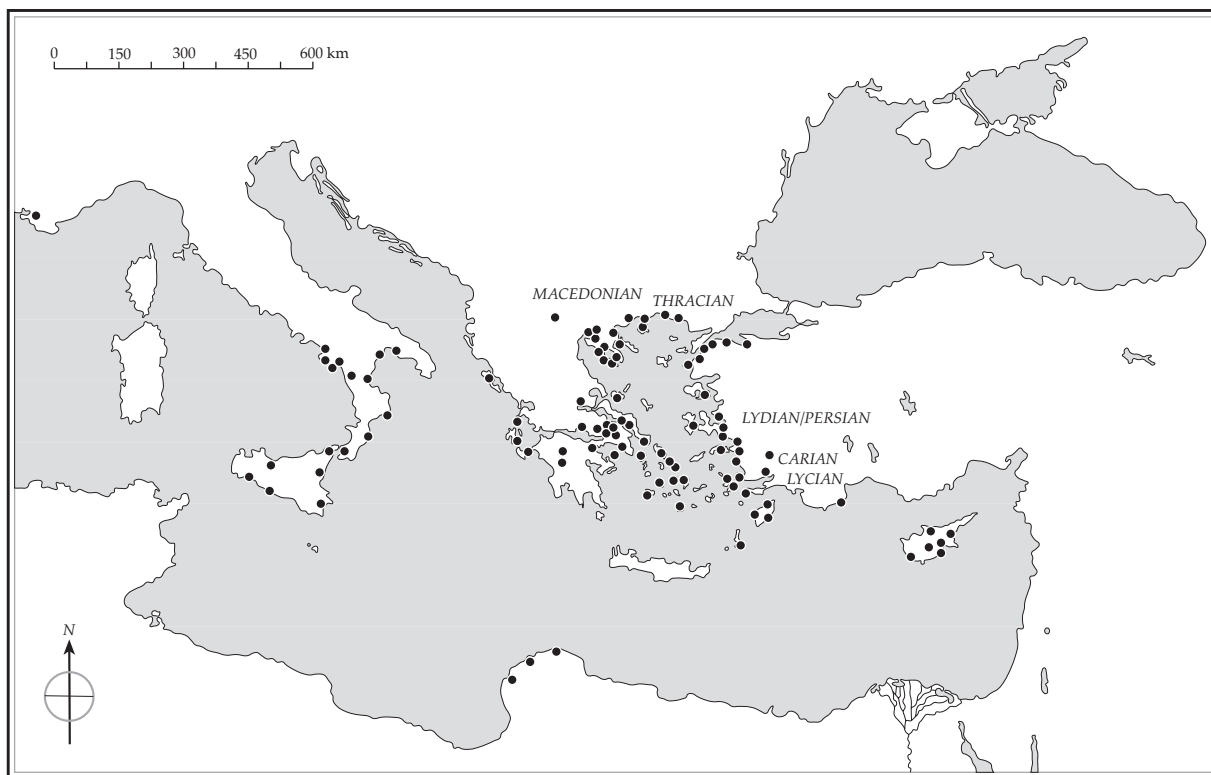 0 150 300 450 600 km
MACEDONIAN THRACIAN
LYDIAN/PERSIAN
CARIAN
LYCIAN
N